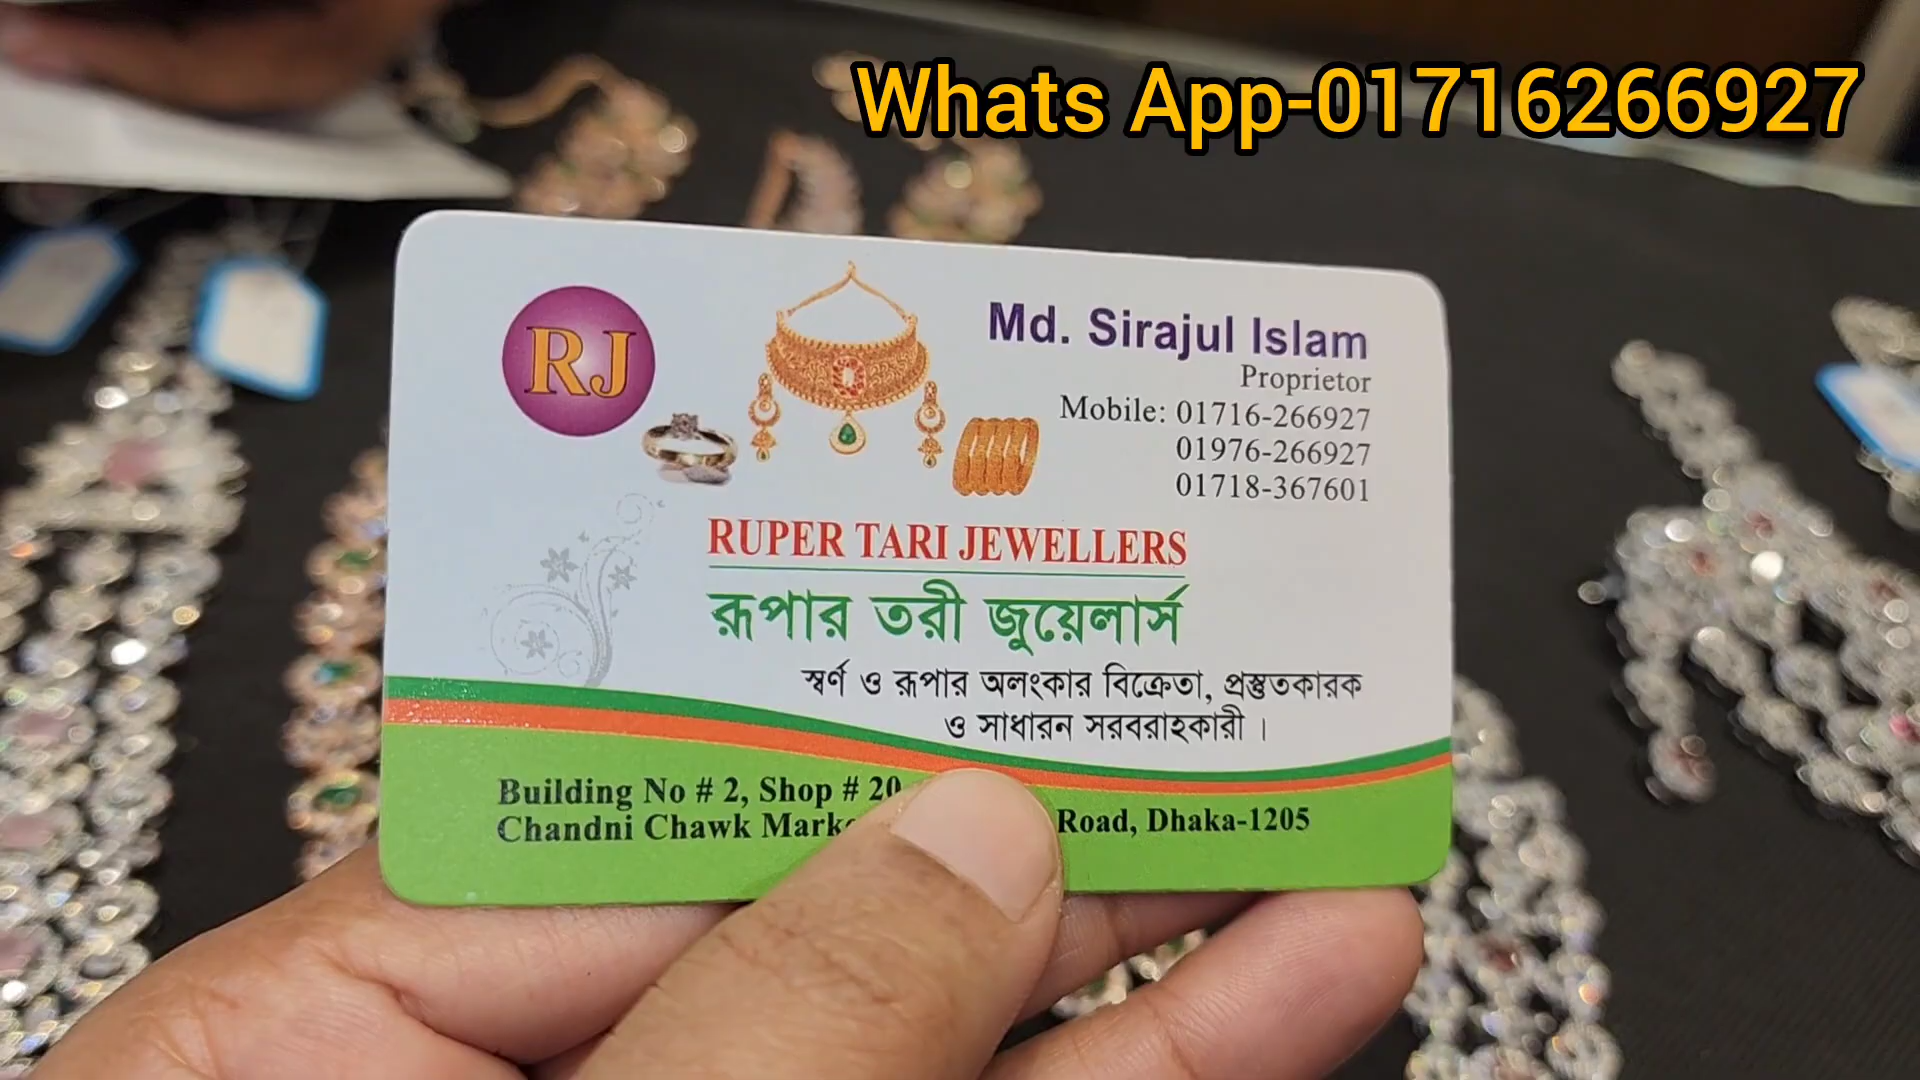 Whats App-01716266927
RJ
Md. Sirajul Islam
Proprietor
Mobile: 01716-266927
01976-266927
01718-367601
RUPER TARI JEWELLERS
রূপার তরী জুয়েলার্স
স্বর্ণ ও রূপার অলংকার বিক্রেতা, প্রস্তুতকারক
ও সাধারন সরবরাহকারী ।
Building No # 2, Shop # 20
Chandni Chawk Road, Dhaka-1205